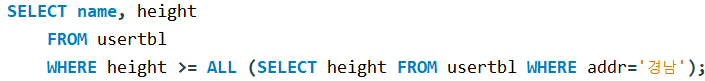 SELECT name, height
FROM usertbl
WHERE height >= ALL (SELECT height FROM usertbl WHERE addr='경남');